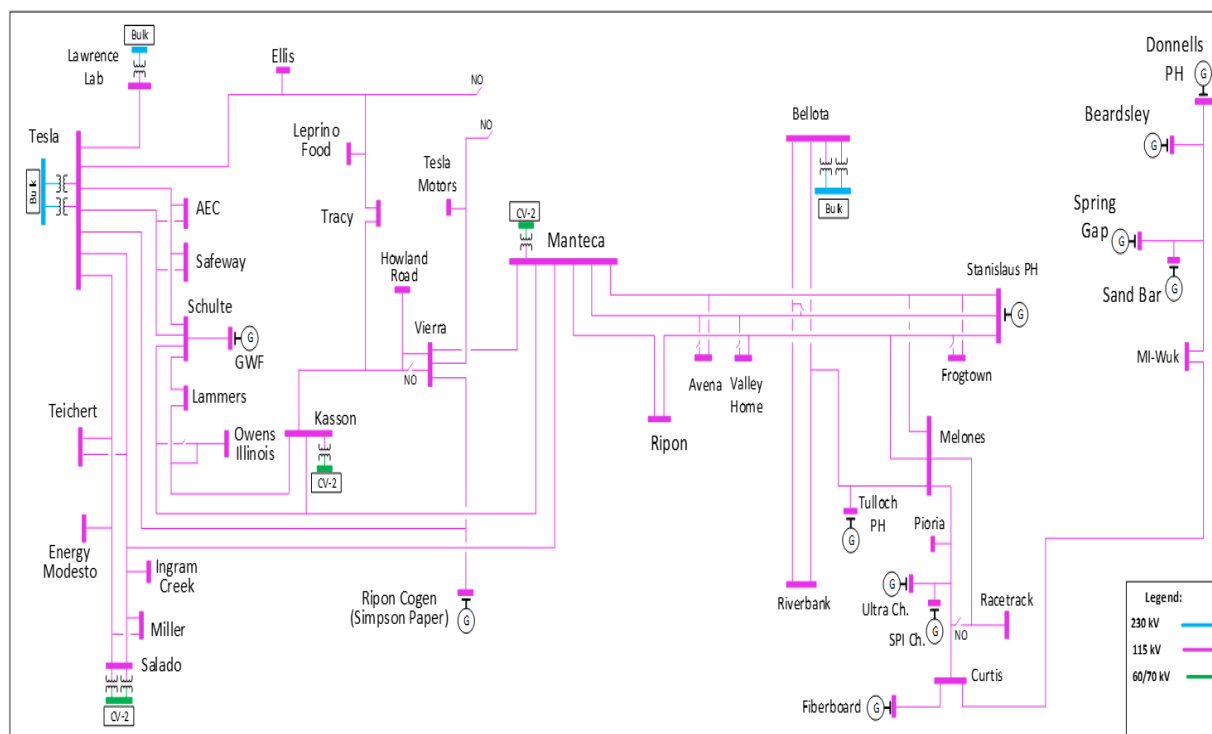 Bulk
Lawrence
Lab
Tesla
Bulk
Ellis
NO
Leprino
Food
NO
Tesla
Motors
Tracy
AEC
Safeway
Schulte
G
GWF
Howland
Road
Vierra
NO
CV-2
Manteca
Bellota
Bulk
Donnells
PH
G
Beardsley
G
Spring
Gap
G
Sand Bar
G
Stanislaus PH
G
MI-Wuk
Lammers
Teichert
Owens
Illinois
Kasson
CV-2
Avena
Valley
Home
Frogtown
Ripon
Melones
Tulloch
PH
G
Pioria
Energy
Modesto
Ingram
Creek
Miller
Salado
CV-2
Ripon Cogen
(Simpson Paper)
G
Riverbank
G
Ultra Ch.
G
SPI Ch.
NO
Racetrack
Curtis
Fiberboard
G
Legend:
230 kV
115 kV
60/70 kV